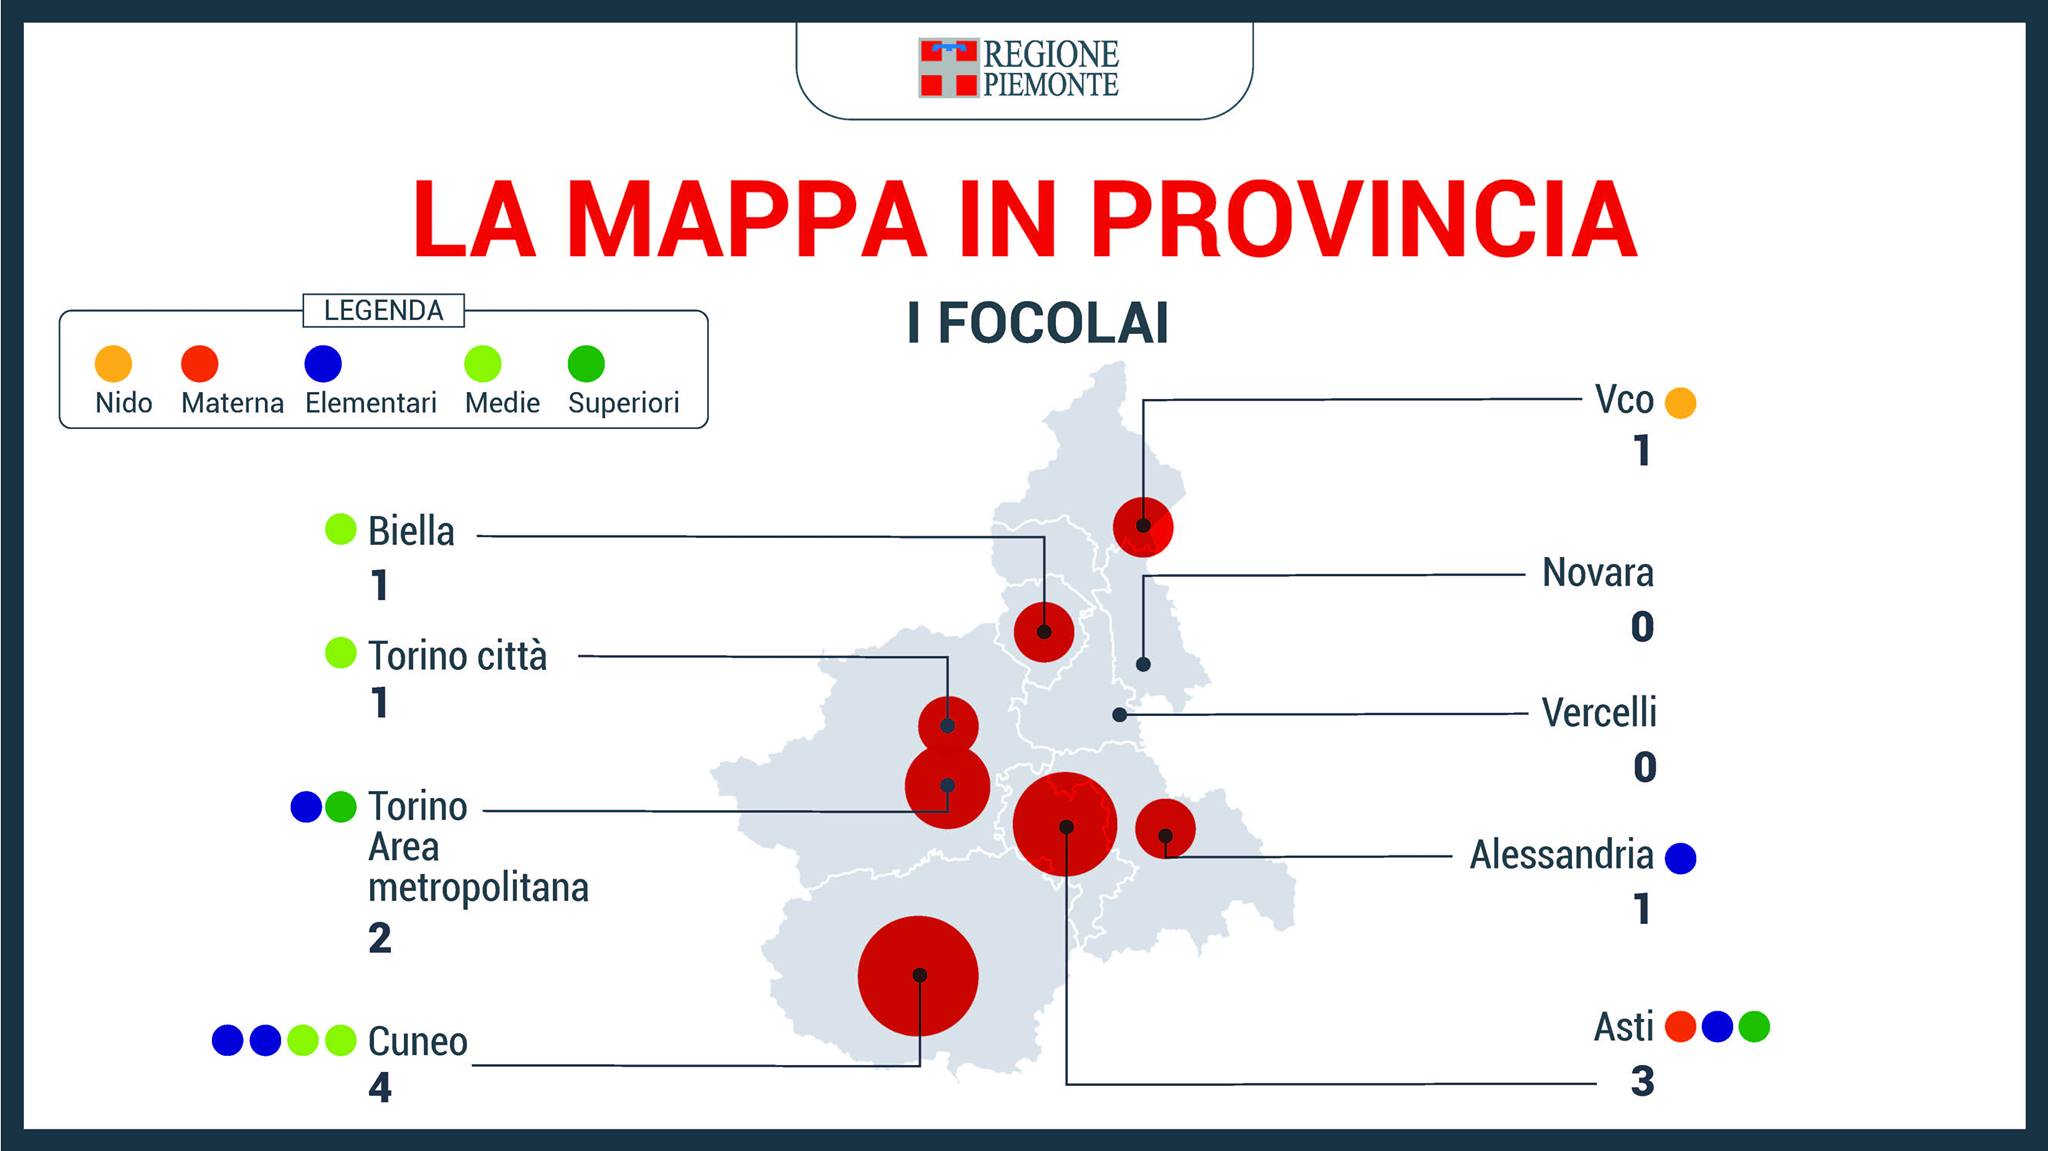 REGIONE
PIEMONTE
LA MAPPA IN PROVINCIA
I FOCOLAI
LEGENDA
Nido Materna Elementari Medie Superiori
Biella
1
Torino città
1
Torino
Area
metropolitana
2
Cuneo
4
Vco
1
Novara
0
Vercelli
0
Alessandria
1
Asti
3